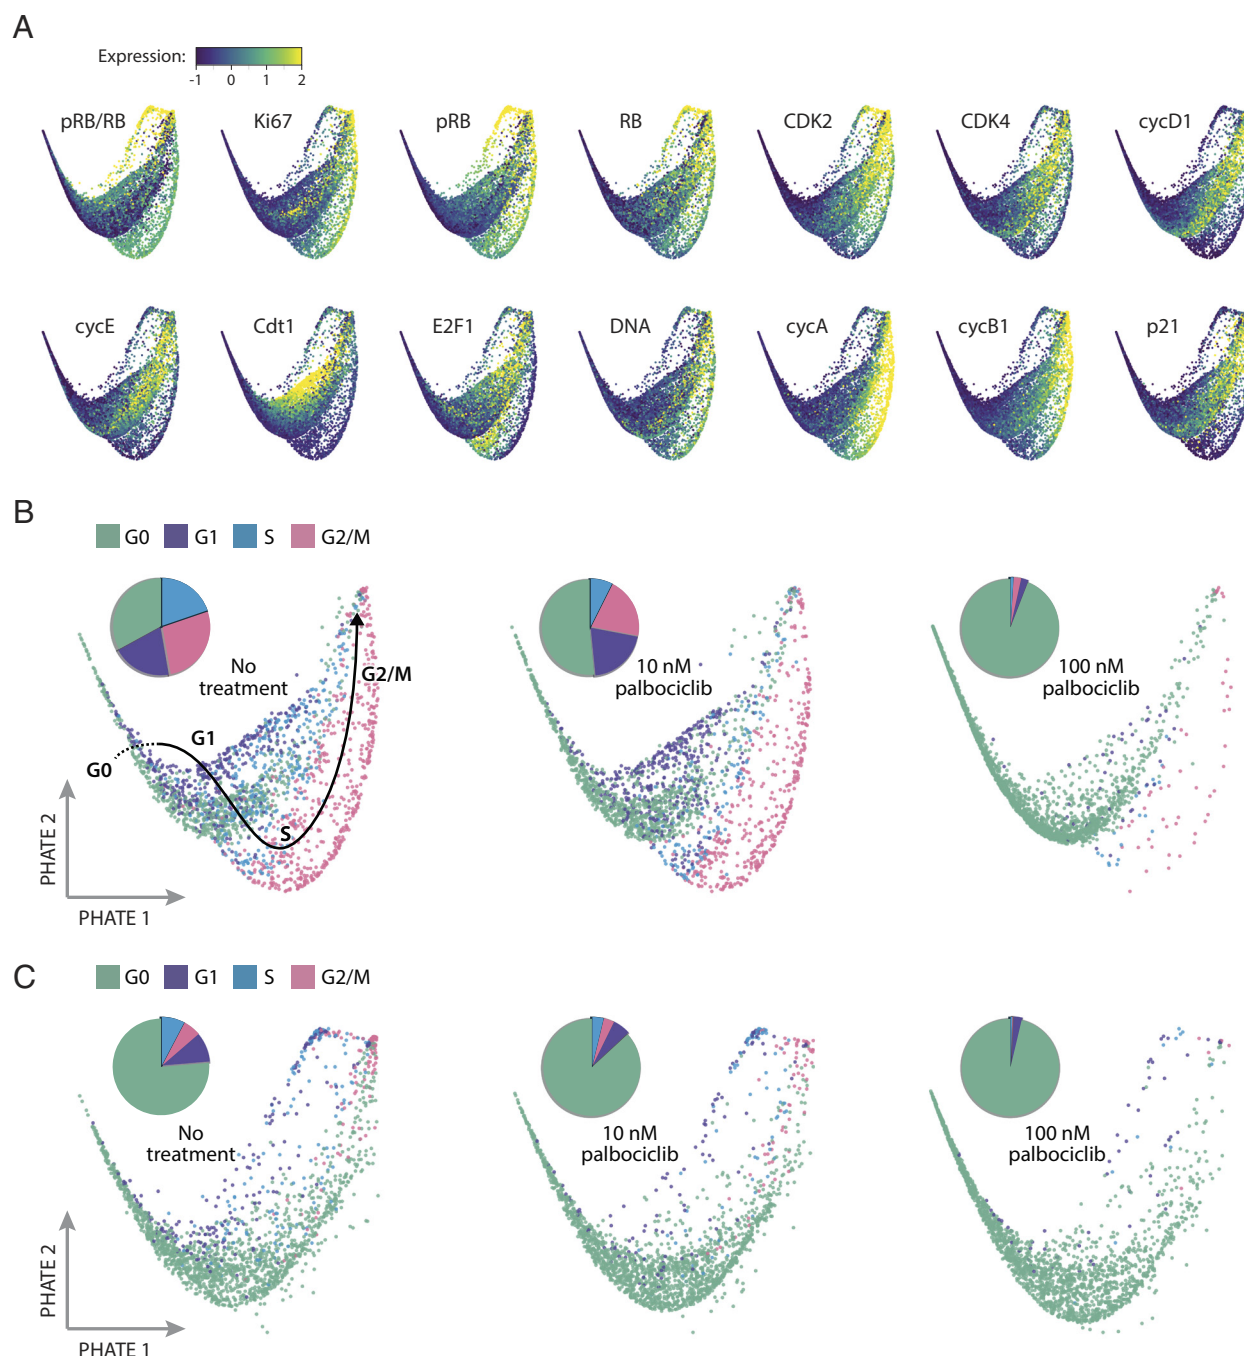 A
Expression:
-1 0 1 2
pRB/RB Ki67 pRB RB CDK2 CDK4 cycD1
cycE Cdt1 E2F1 DNA cycA cycB1 p21
B
G0 G1 S G2/M
No
treatment
10 nM
palbociclib
100 nM
palbociclib
G2/M
G1
G0
S
PHATE 2
PHATE 1
C
G0 G1 S G2/M
No
treatment
10 nM
palbociclib
100 nM
palbociclib
PHATE 2
PHATE 1